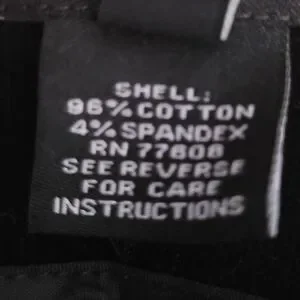 SHELL:
96% COTTON
4% SPANDEX
RN 77608
SEE REVERSE
FOR CARE
INSTRUCTIONS